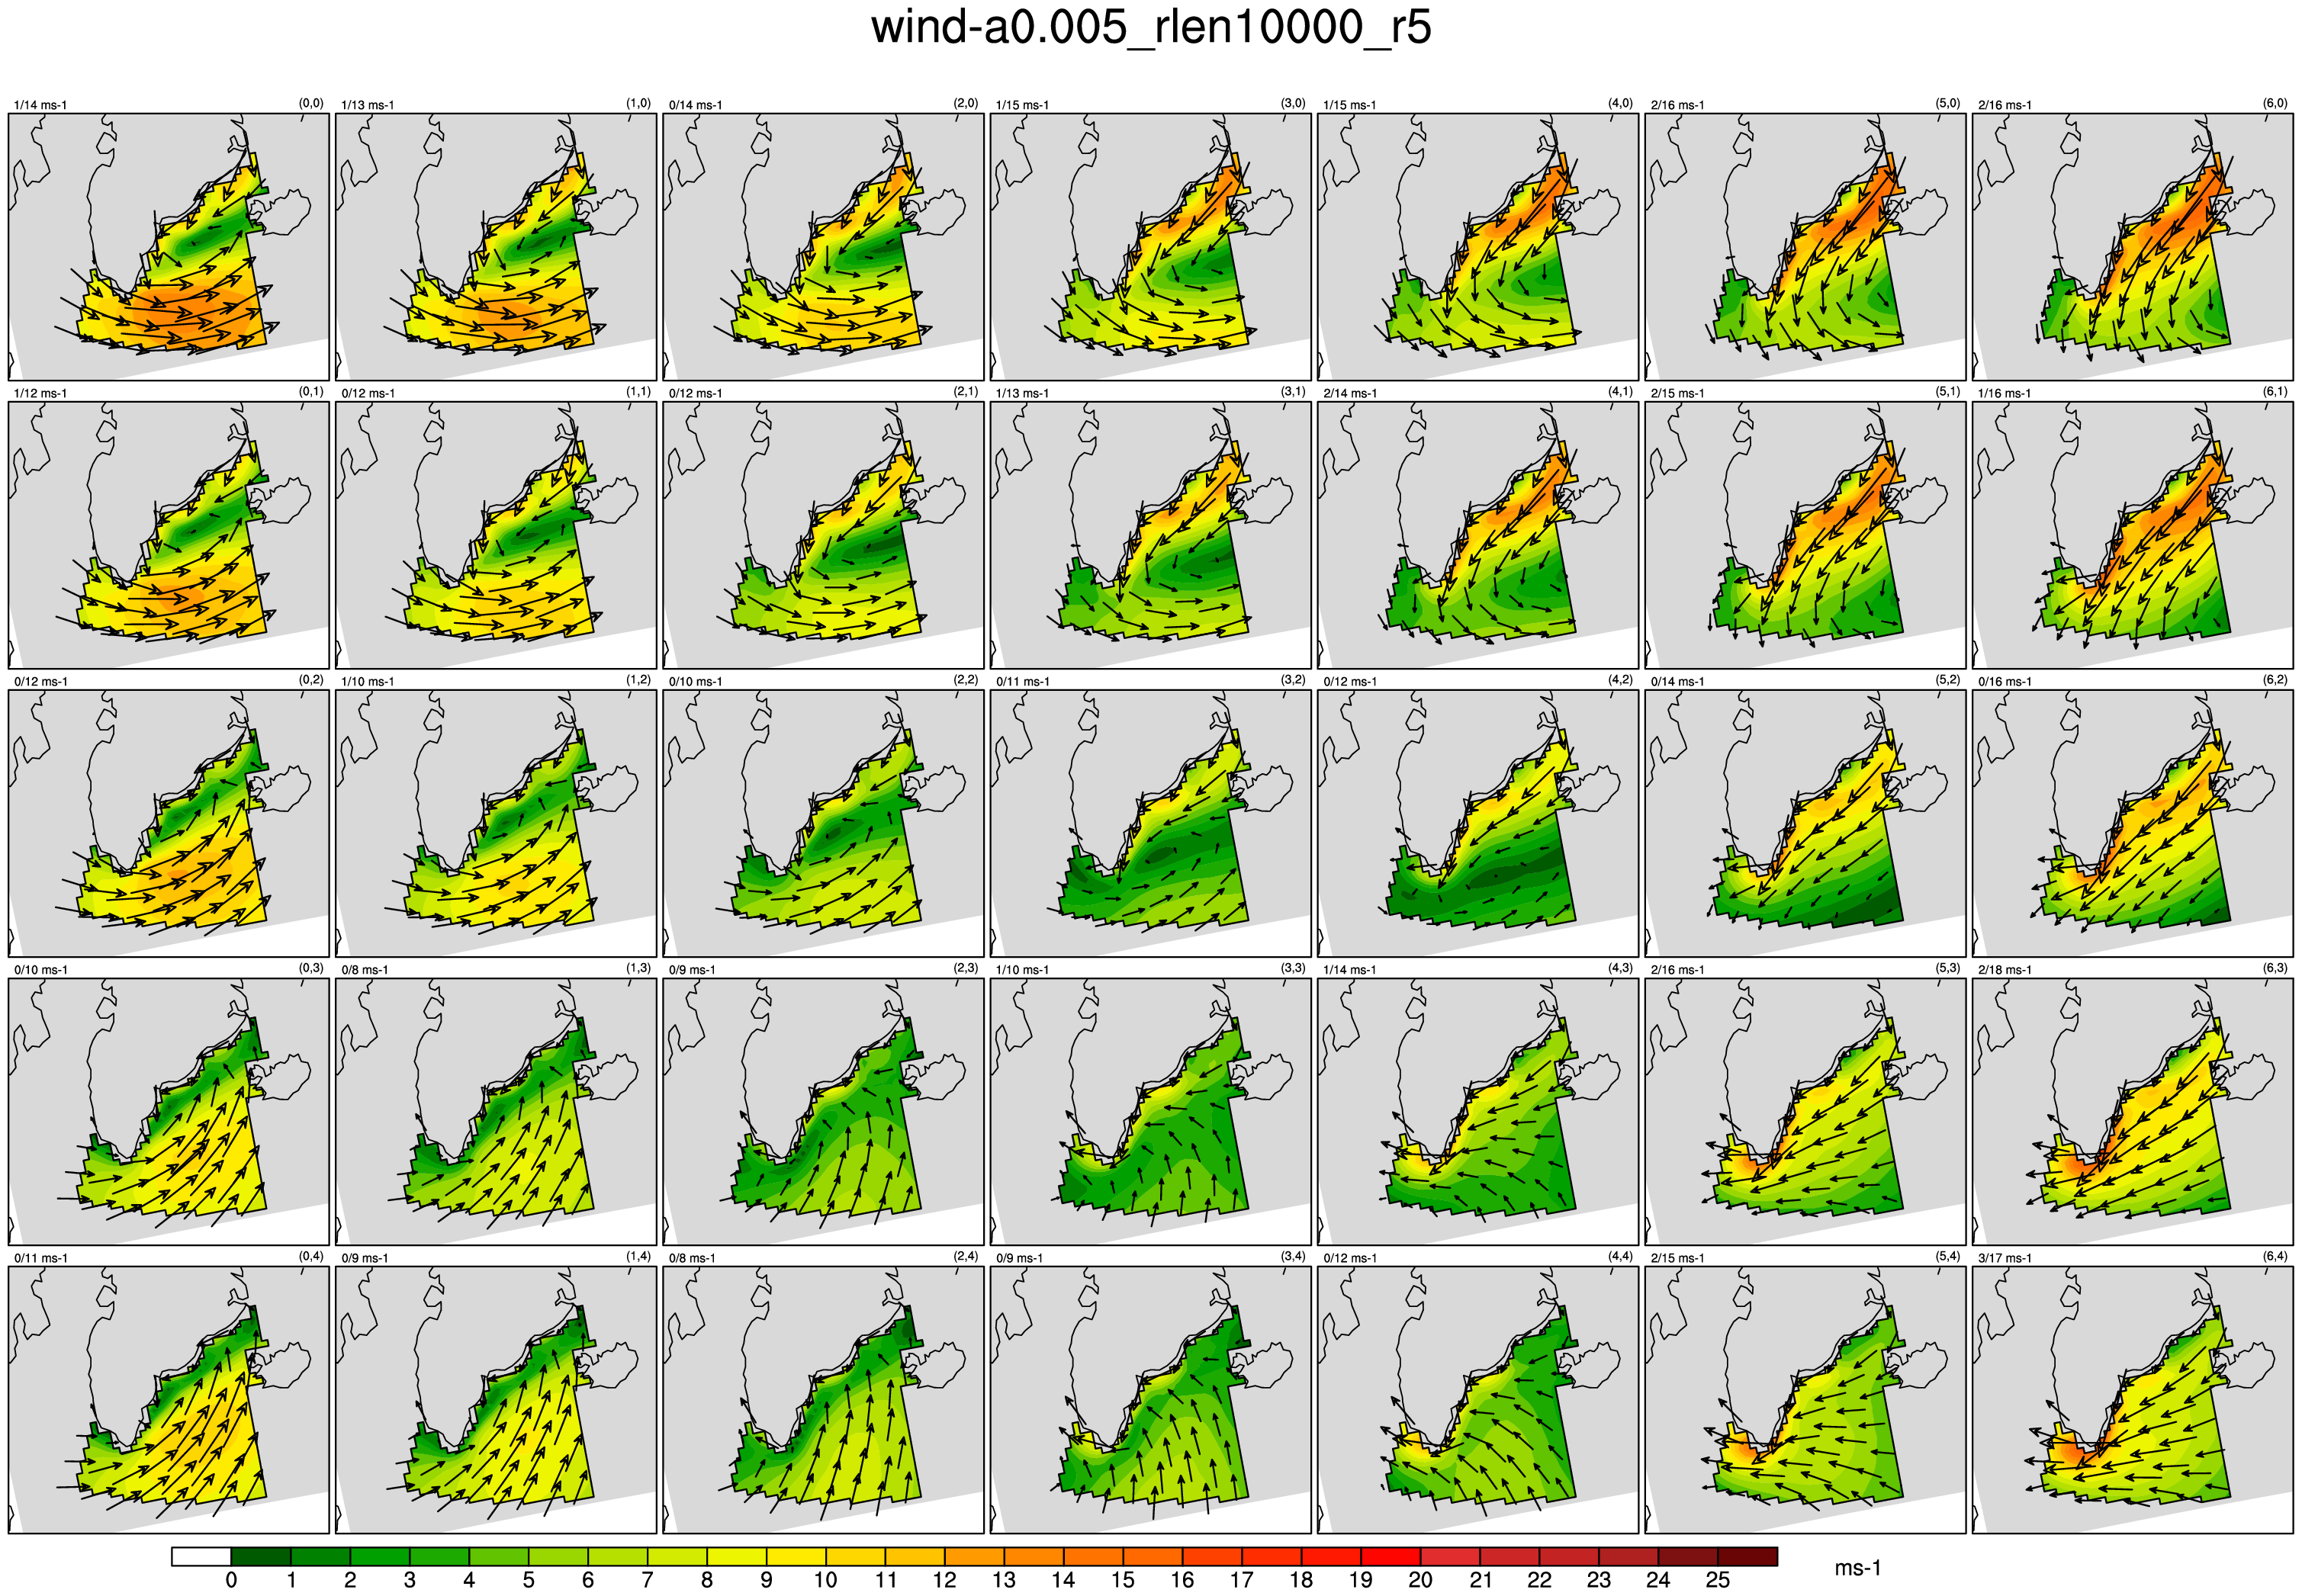 wind-a0.005_rlen10000_r5
1/14 ms-1 (0,0) 1/13 ms-1 (1,0) 0/14 ms-1 (2,0) 1/15 ms-1 (3,0) 1/15 ms-1 (4,0) 2/16 ms-1 (5,0) 2/16 ms-1 (6,0)
1/12 ms-1 (0,1) 0/12 ms-1 (1,1) 0/12 ms-1 (2,1) 1/13 ms-1 (3,1) 2/14 ms-1 (4,1) 2/15 ms-1 (5,1) 1/16 ms-1 (6,1)
0/12 ms-1 (0,2) 1/10 ms-1 (1,2) 0/10 ms-1 (2,2) 0/11 ms-1 (3,2) 0/12 ms-1 (4,2) 0/14 ms-1 (5,2) 0/16 ms-1 (6,2)
0/10 ms-1 (0,3) 0/8 ms-1 (1,3) 0/9 ms-1 (2,3) 1/10 ms-1 (3,3) 1/14 ms-1 (4,3) 2/16 ms-1 (5,3) 2/18 ms-1 (6,3)
0/11 ms-1 (0,4) 0/9 ms-1 (1,4) 0/8 ms-1 (2,4) 0/9 ms-1 (3,4) 0/12 ms-1 (4,4) 2/15 ms-1 (5,4) 3/17 ms-1 (6,4)
0 1 2 3 4 5 6 7 8 9 10 11 12 13 14 15 16 17 18 19 20 21 22 23 24 25 ms-1